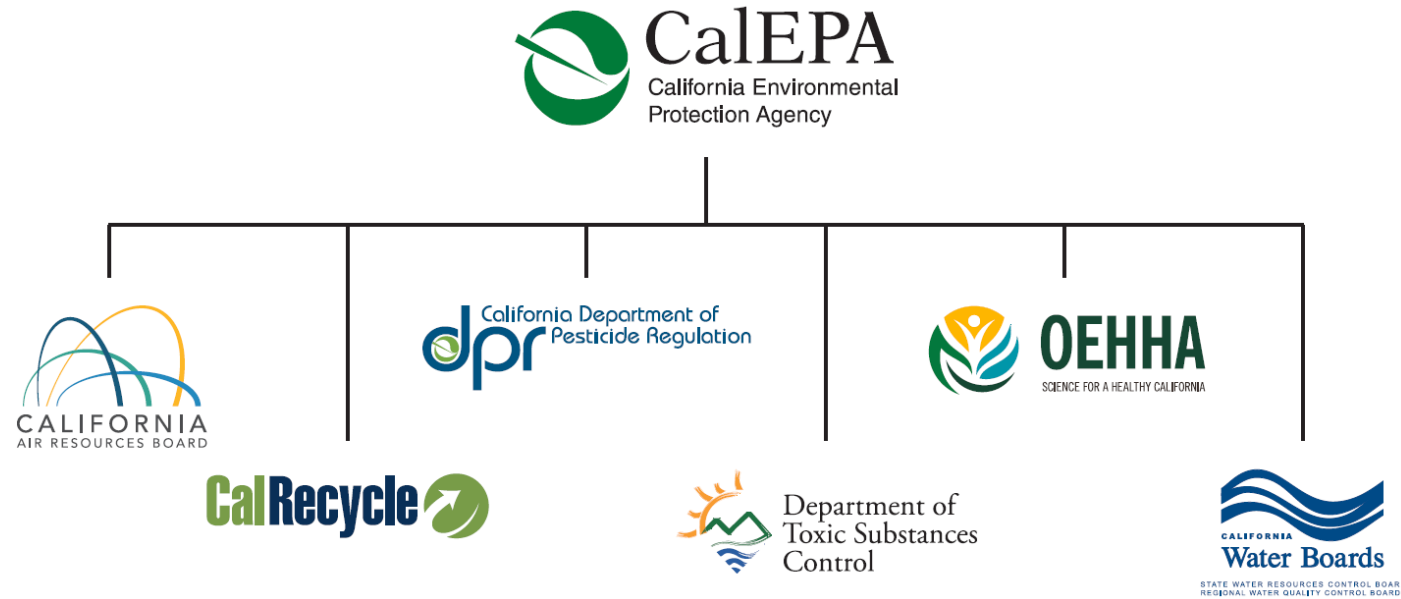 CalEPA
California Environmental
Protection Agency
CALIFORNIA
AIR RESOURCES BOARD
CalRecycle
dpr
California Department of
Pesticide Regulation
Department of
Toxic Substances
Control
OEHHA
SCIENCE FOR A HEALTHY CALIFORNIA
CALIFORNIA
Water Boards
STATE WATER RESOURCES CONTROL BOAR
REGIONAL WATER QUALITY CONTROL BOARD